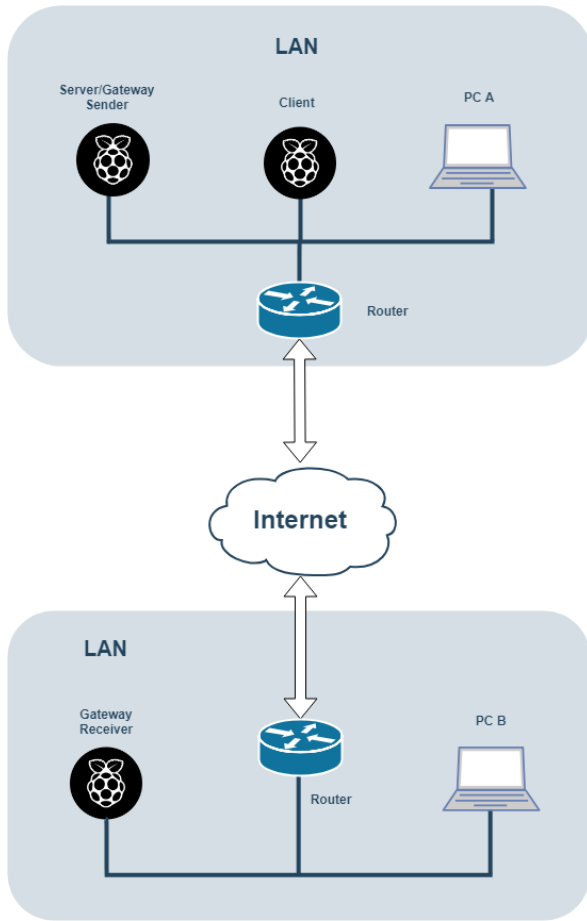 LAN
Server/Gateway
Sender
Client
PC A
Router
Internet
LAN
Gateway
Receiver
PC B
Router